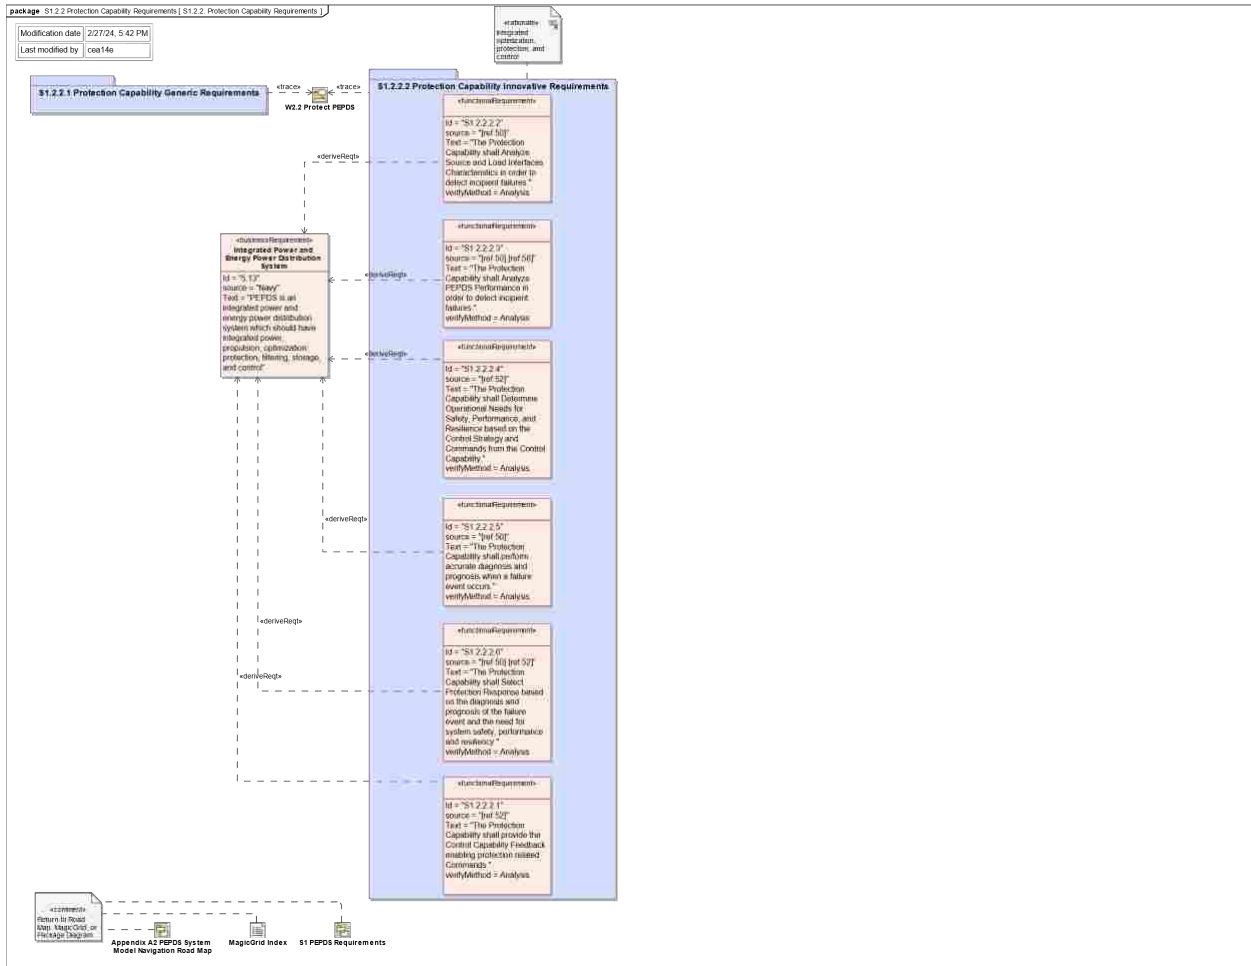 package S1.2.2 Protection Capability Requirements [ S1.2.2. Protection Capability Requirements ]
Modification date 2/27/24, 5:42 PM
Last modified by cea14e
«rationale»
Integrated
optimization,
protection, and
control
S1.2.2.1 Protection Capability Generic Requirements
«trace»
W2.2 Protect PEPDS
«trace»
S1.2.2.2 Protection Capability Innovative Requirements
«functionalRequirement»
Id = "S1.2.2.2.2"
source = "[ref 50]"
Text = "The Protection
Capability shall Analyze
Source and Load Interfaces
Characteristics in order to
detect incipient failures."
verifyMethod = Analysis
«deriveReqt»
«businessRequirement»
Integrated Power and
Energy Power Distribution
System
Id = "5.13"
source = "Navy"
Text = "PEPDS is an
integrated power and
energy power distribution
system which should have
integrated power,
propulsion, optimization
protection, filtering, storage,
and control"
«functionalRequirement»
Id = "S1.2.2.2.3"
source = "[ref 50] [ref 56]"
Text = "The Protection
Capability shall Analyze
PEPDS Performance in
order to detect incipient
failures."
verifyMethod = Analysis
«deriveReqt»
«functionalRequirement»
Id = "S1.2.2.2.4"
source = "[ref 52]"
Text = "The Protection
Capability shall Determine
Operational Needs for
Safety, Performance, and
Resilience based on the
Control Strategy and
Commands from the Control
Capability."
verifyMethod = Analysis
«deriveReqt»
«functionalRequirement»
Id = "S1.2.2.2.5"
source = "[ref 50]"
Text = "The Protection
Capability shall perform
accurate diagnosis and
prognosis when a failure
event occurs."
verifyMethod = Analysis
«deriveReqt»
«functionalRequirement»
Id = "S1.2.2.2.6"
source = "[ref 50] [ref 52]"
Text = "The Protection
Capability shall Select
Protection Response based
on the diagnosis and
prognosis of the failure
event and the need for
system safety, performance
and resiliency."
verifyMethod = Analysis
«deriveReqt»
«deriveReqt»
«functionalRequirement»
Id = "S1.2.2.2.1"
source = "[ref 52]"
Text = "The Protection
Capability shall provide the
Control Capability Feedback
enabling protection related
Commands."
verifyMethod = Analysis
«comment»
Return to Road
Map, MagicGrid, or
Package Diagram
Appendix A2 PEPDS System
Model Navigation Road Map
MagicGrid Index
S1 PEPDS Requirements